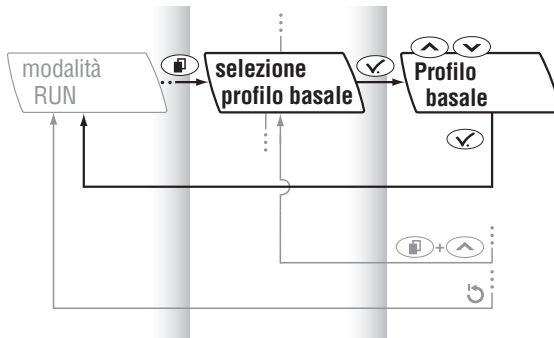 modalità
RUN
selezione
profilo basale
Profilo
basale
+